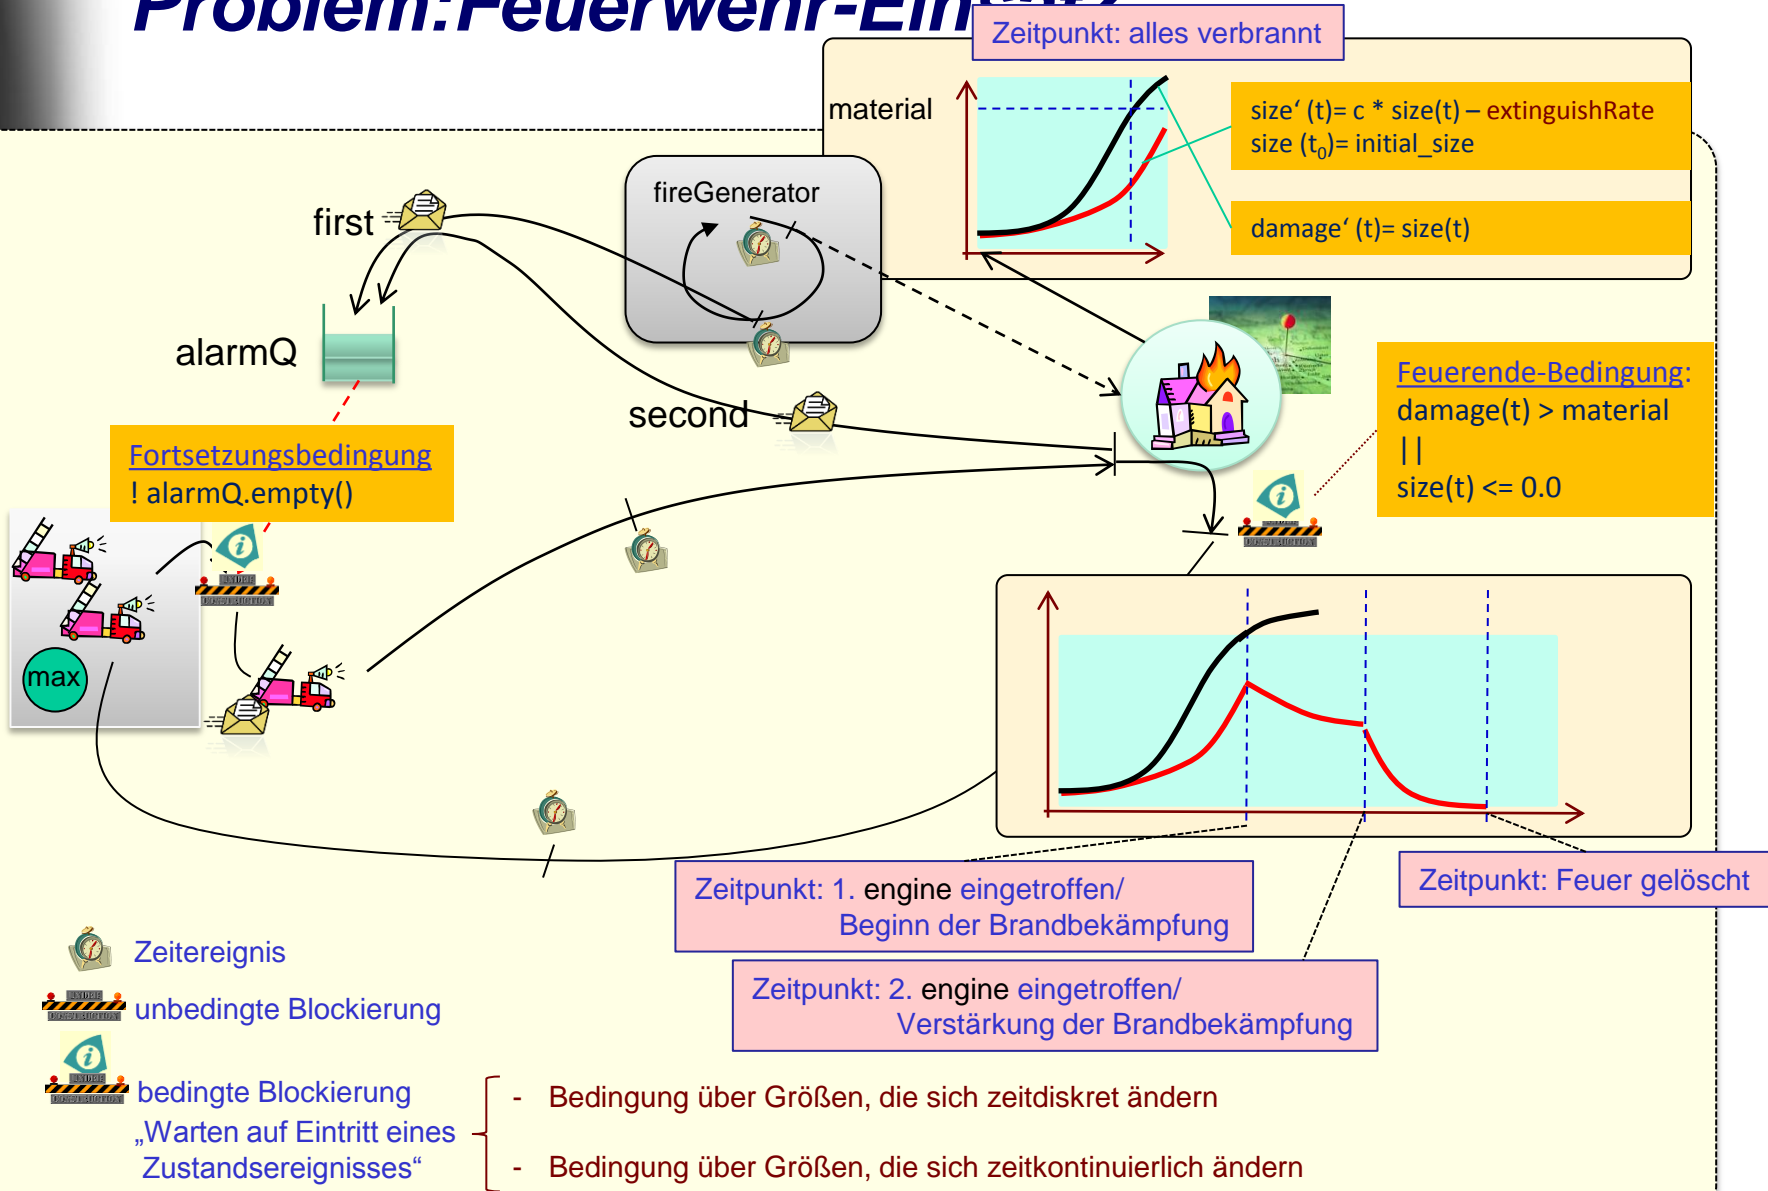 Problem:Feuerwehr-Einsatz
Zeitpunkt: alles verbrannt
material
size‘ (t)= c * size(t) – extinguishRate
size (t0)= initial_size
damage‘ (t)= size(t)
fireGenerator
first
alarmQ
second
Feuerende-Bedingung:
damage(t) > material
||
size(t) <= 0.0
Fortsetzungsbedingung
! alarmQ.empty()
max
Zeitpunkt: 1. engine eingetroffen/
Beginn der Brandbekämpfung
Zeitpunkt: Feuer gelöscht
Zeitpunkt: 2. engine eingetroffen/
Verstärkung der Brandbekämpfung
Zeitereignis
unbedingte Blockierung
bedingte Blockierung
„Warten auf Eintritt eines
Zustandsereignisses“
- Bedingung über Größen, die sich zeitdiskret ändern
- Bedingung über Größen, die sich zeitkontinuierlich ändern